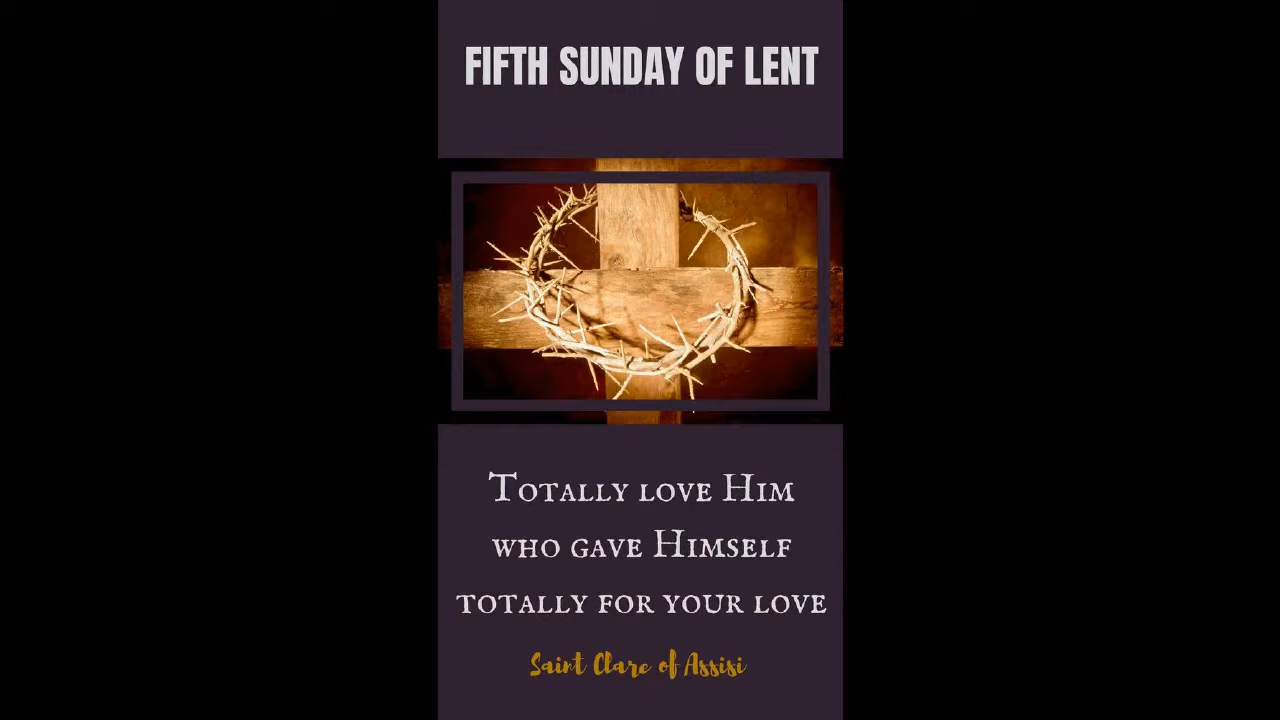 FIFTH SUNDAY OF LENT
Totally love Him
who gave Himself
totally for your love
Saint Clare of Assisi